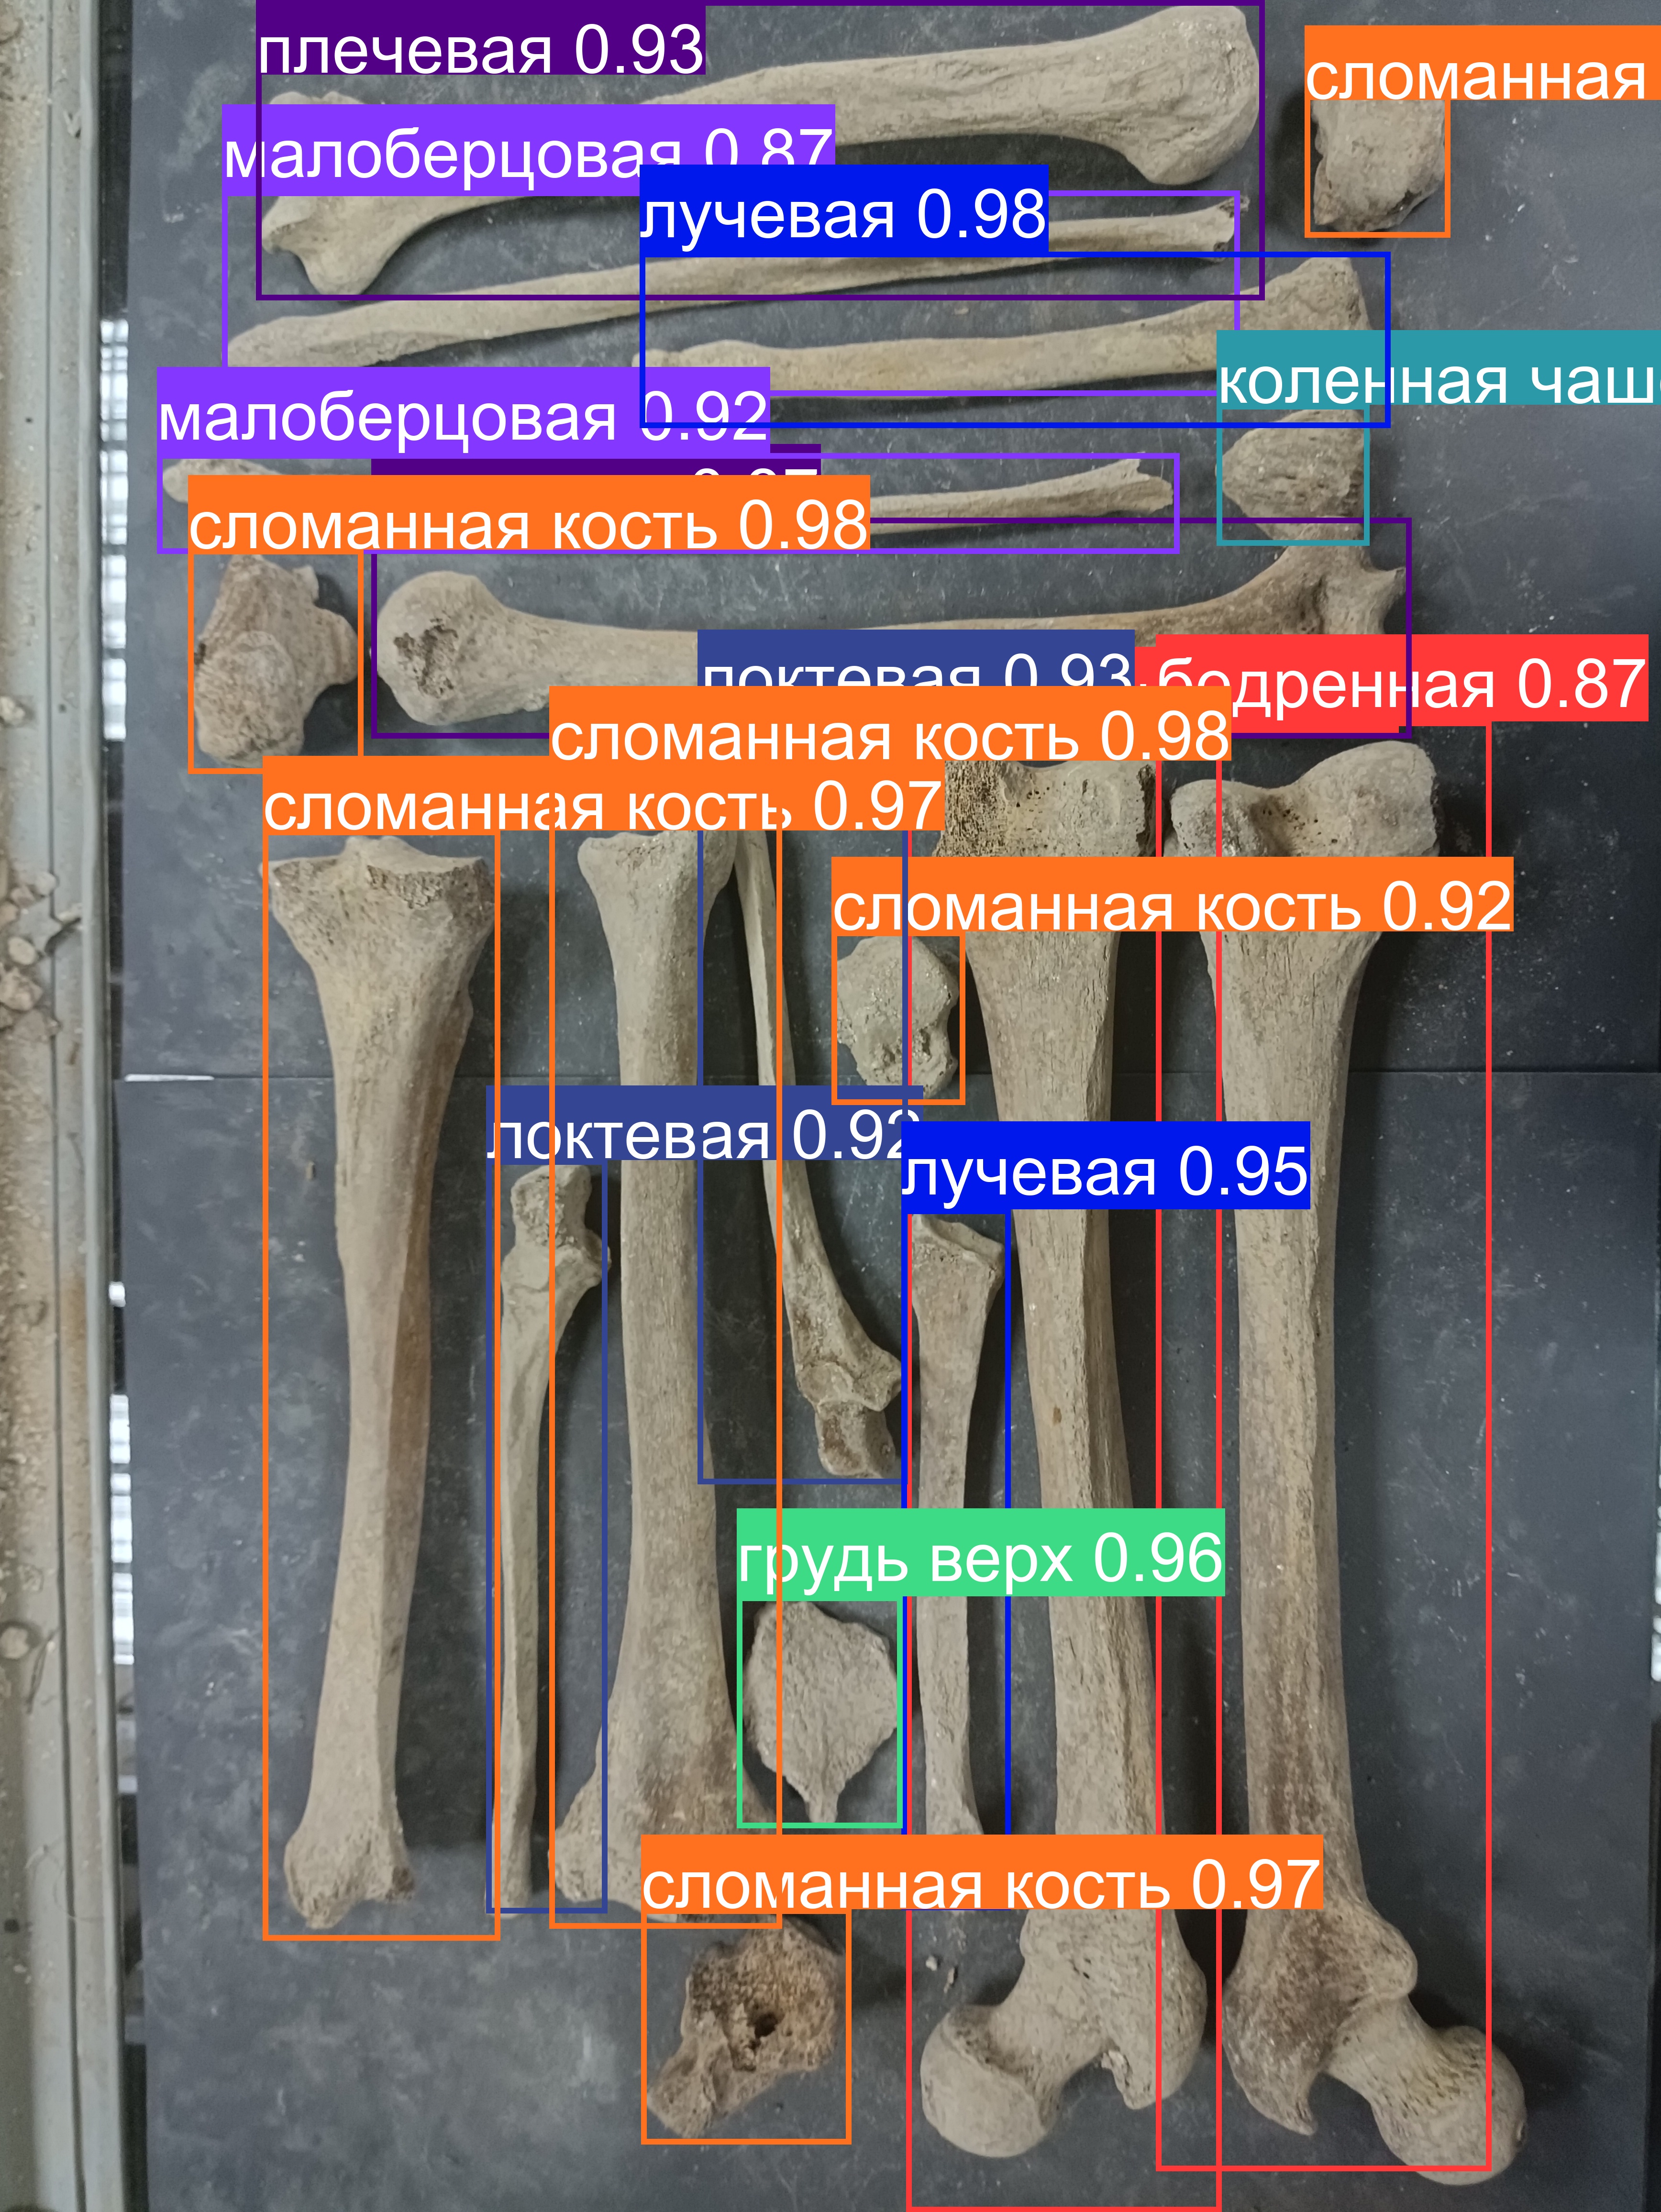 плечевая 0.93
сломанная
малоберцовая 0.87
лучевая 0.98
коленная чаш
малоберцовая 0.92
сломанная кость 0.98
локтевая 0.93
бедренная 0.87
сломанная кость 0.98
сломанная кость 0.97
сломанная кость 0.92
локтевая 0.92
лучевая 0.95
грудь верх 0.96
сломанная кость 0.97